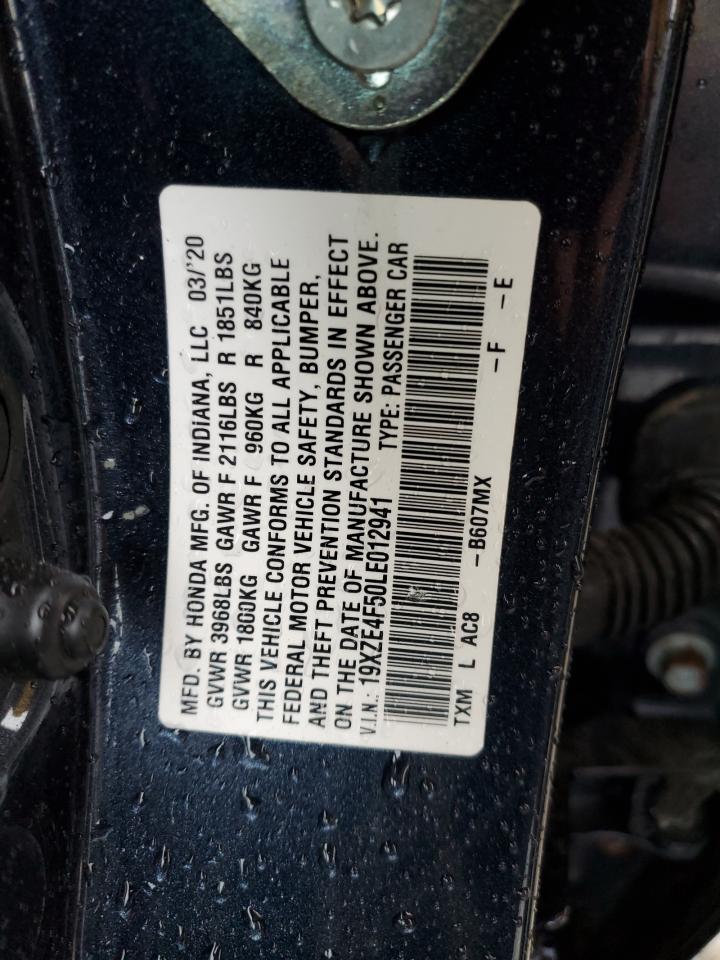 MFD. BY HONDA MFG. OF INDIANA, LLC 03/'20
GVWR 3968LBS GAWR F 2116LBS R 1851LBS
GVWR 1800KG GAWR F 960KG R 840KG
THIS VEHICLE CONFORMS TO ALL APPLICABLE
FEDERAL MOTOR VEHICLE SAFETY, BUMPER,
AND THEFT PREVENTION STANDARDS IN EFFECT
ON THE DATE OF MANUFACTURE SHOWN ABOVE.
V.I.N.: 19XZE4F50LE012941 TYPE: PASSENGER CAR
TXM L AC8 -B607MX -F -E